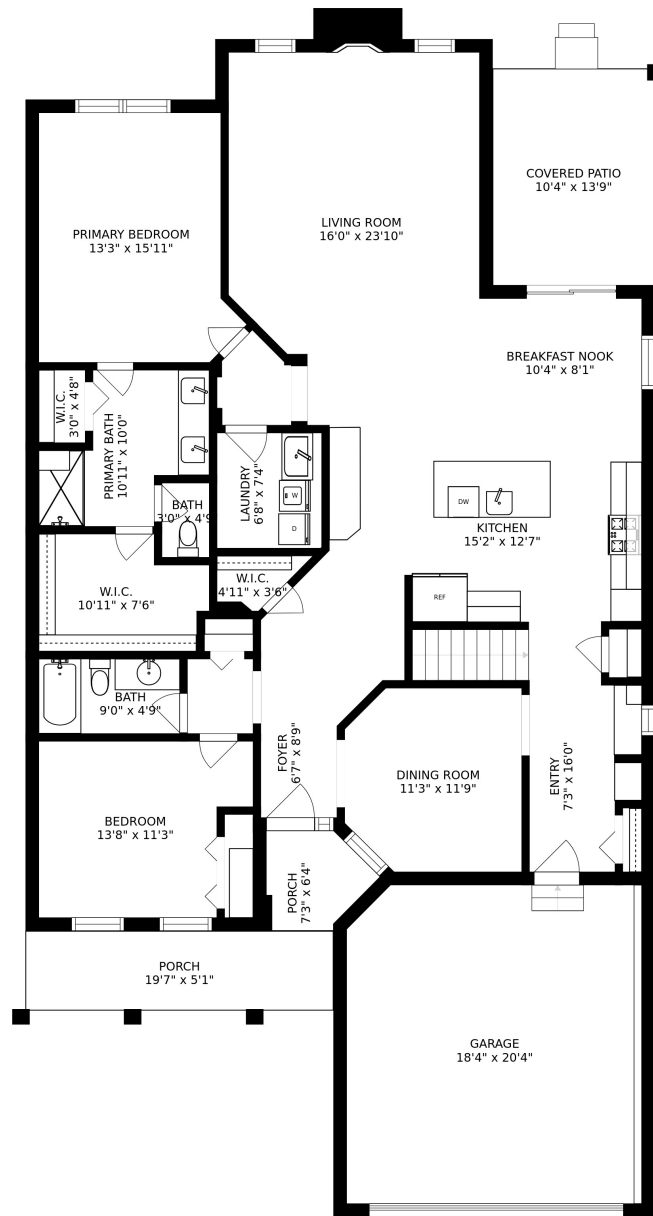 COVERED PATIO
10'4" x 13'9"
LIVING ROOM
16'0" x 23'10"
PRIMARY BEDROOM
13'3" x 15'11"
BREAKFAST NOOK
10'4" x 8'1"
W.I.C.
3'0" x 4'8"
PRIMARY BATH
10'11" x 10'0"
LAUNDRY
6'8" x 7'4"
W
D
BATH
3'0" x 4'9
DW
KITCHEN
15'2" x 12'7"
W.I.C.
10'11" x 7'6"
W.I.C.
4'11" x 3'6"
REF
BATH
9'0" x 4'9"
FOYER
6'7" x 8'9"
DINING ROOM
11'3" x 11'9"
ENTRY
7'3" x 16'0"
BEDROOM
13'8" x 11'3"
PORCH
7'3" x 6'4"
PORCH
19'7" x 5'1"
GARAGE
18'4" x 20'4"